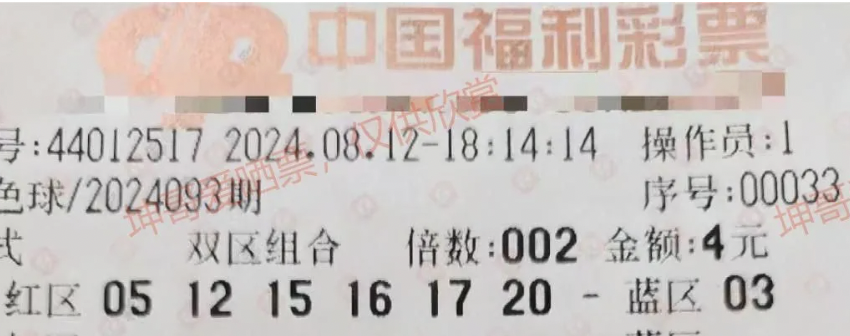 中国福利彩票
号:44012517 2024.08.12-18:14:14 操作员:1
色球/2024093期 序号:00033
式 双区组合 倍数:002 金额:4元
红区 05 12 15 16 17 20 - 蓝区 03